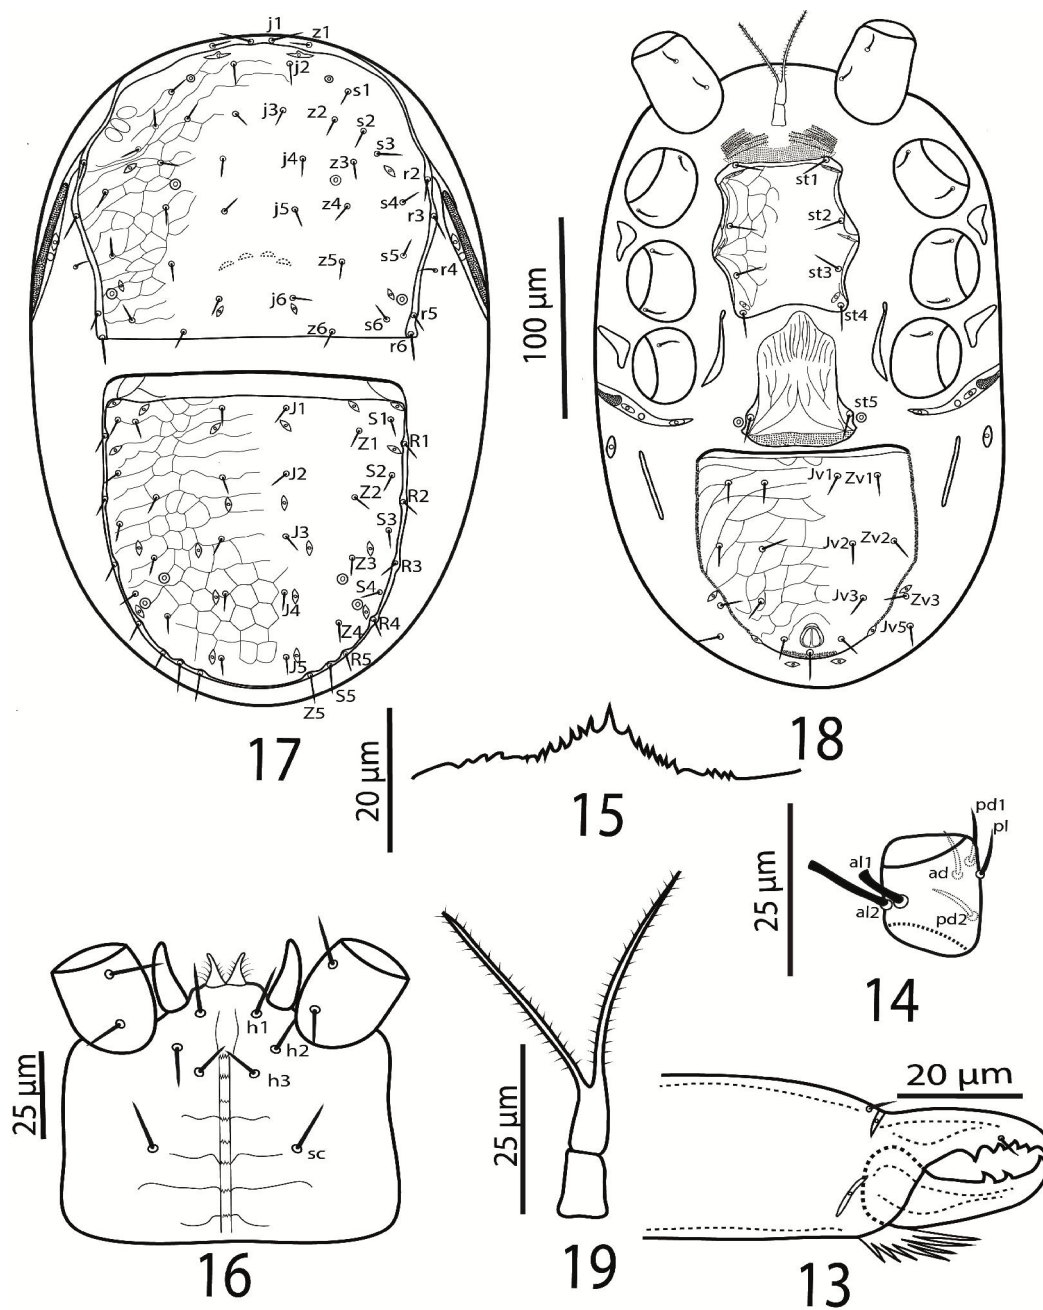 j1
z1
j2
s1
j3
z2
s2
s3
j4
z3
r2
s4
j5
z4
r3
z5
s5
r4
j6
r5
z6
s6
r6
J1
S1
Z1
R1
J2
S2
Z2
R2
J3
S3
Z3
R3
J4
S4
Z4
R4
J5
R5
S5
Z5
17
100 µm
st1
st2
st3
st4
st5
Jv1 Zv1
Jv2 Zv2
Jv3 Zv3
Jv5
18
20 µm
15
25 µm
pd1
pl
al1
ad
al2
pd2
14
h1
h2
h3
sc
25 µm
16
25 µm
19
20 µm
13